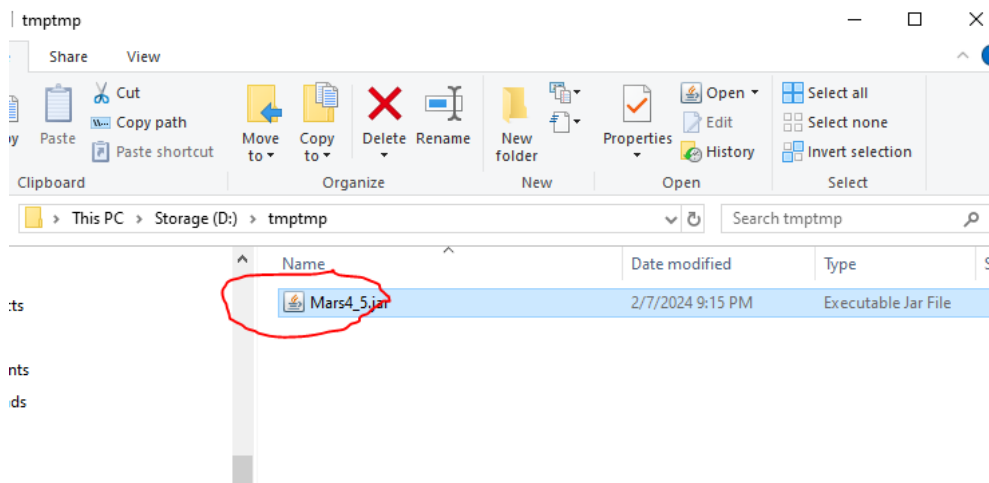 tmptmp
Share View
Cut
Copy path
Paste shortcut
Paste
Move to
Copy to
Delete
Rename
New folder
Properties
Open
Edit
History
Select all
Select none
Invert selection
Clipboard Organize New Open Select
This PC > Storage (D:) > tmptmp
Search tmptmp
Name Date modified Type
Mars4_5.jar 2/7/2024 9:15 PM Executable Jar File